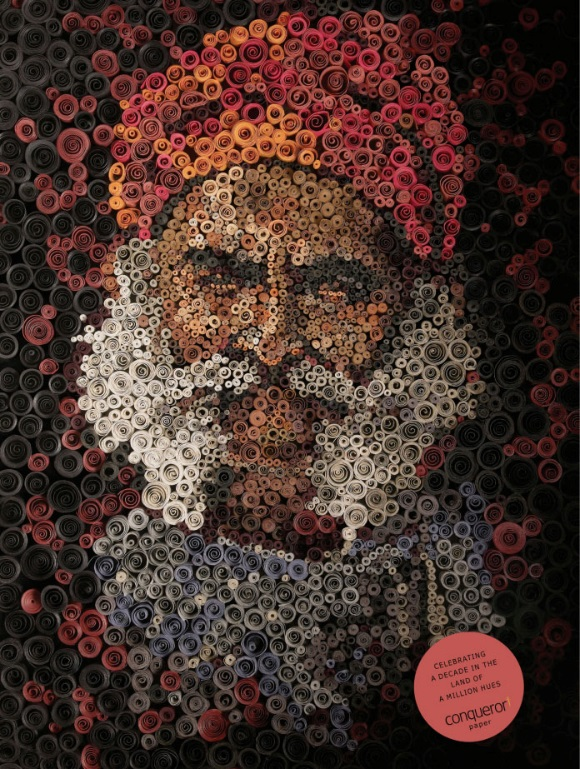 CELEBRATING
A DECADE IN THE
LAND OF
A MILLION HUES
conqueror
paper